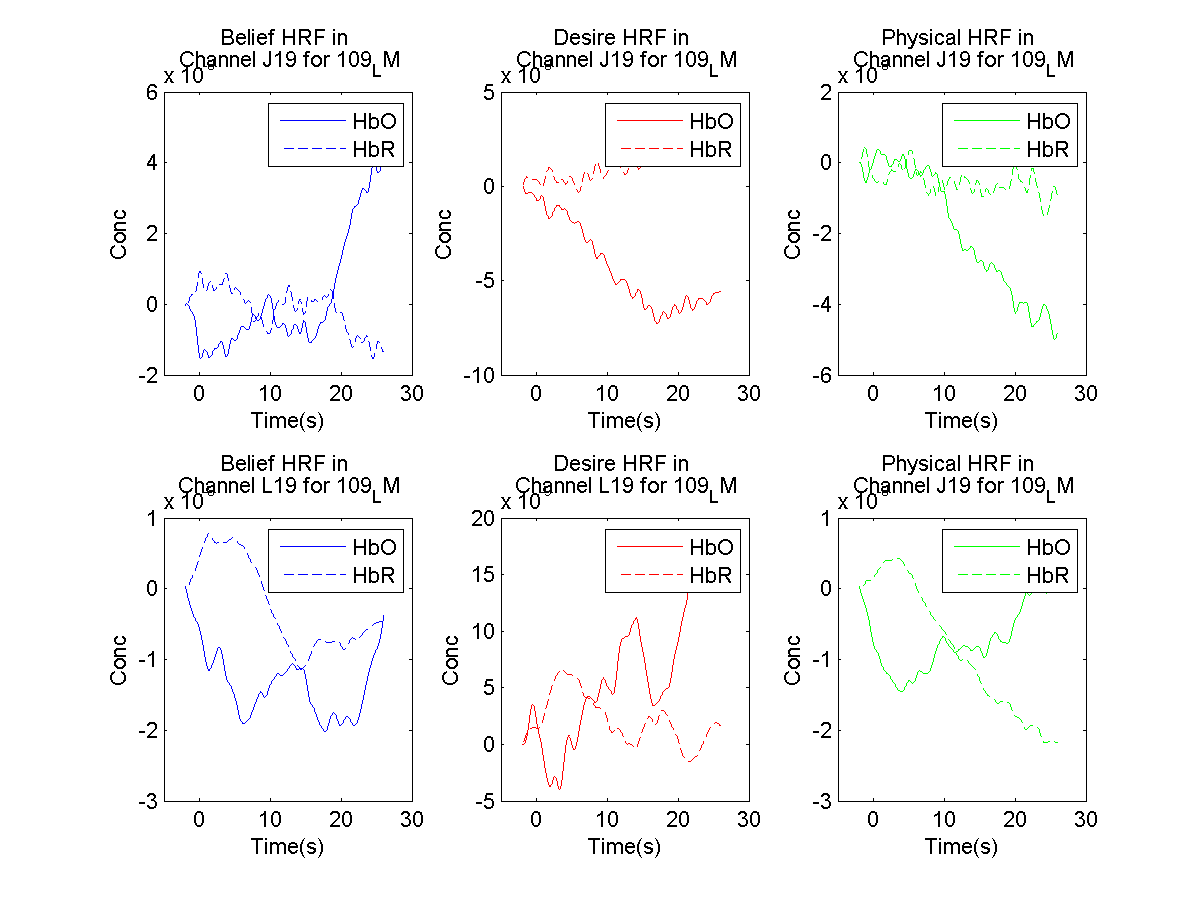 Belief HRF in
Channel J19 for 109LM
x 10
6
4
2
0
-2
Conc
HbO
HbR
0 10 20 30
Time(s)
Desire HRF in
Channel J19 for 109LM
x 10
5
0
-5
-10
Conc
HbO
HbR
0 10 20 30
Time(s)
Physical HRF in
Channel J19 for 109LM
x 10
2
0
-2
-4
-6
Conc
HbO
HbR
0 10 20 30
Time(s)
Belief HRF in
Channel L19 for 109LM
x 10
1
0
-1
-2
-3
Conc
HbO
HbR
0 10 20 30
Time(s)
Desire HRF in
Channel L19 for 109LM
x 10
20
15
10
5
0
-5
Conc
HbO
HbR
0 10 20 30
Time(s)
Physical HRF in
Channel J19 for 109LM
x 10
1
0
-1
-2
-3
Conc
HbO
HbR
0 10 20 30
Time(s)